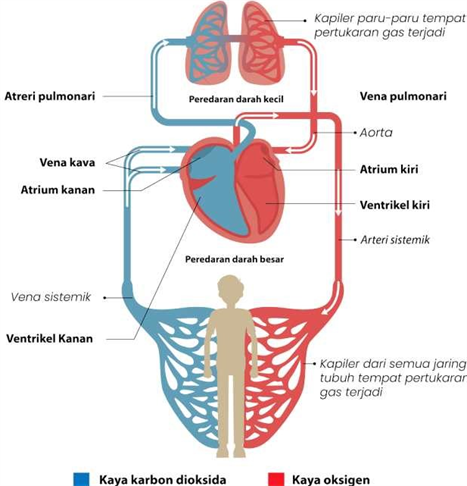 Kapiler paru-paru tempat
pertukaran gas terjadi
Atreri pulmonari
Peredaran darah kecil
Vena pulmonari
Aorta
Vena kava
Atrium kanan
Atrium kiri
Ventrikel kiri
Arteri sistemik
Peredaran darah besar
Vena sistemik
Ventrikel Kanan
Kapiler dari semua jaring
tubuh tempat pertukarar
gas terjadi
Kaya karbon dioksida
Kaya oksigen